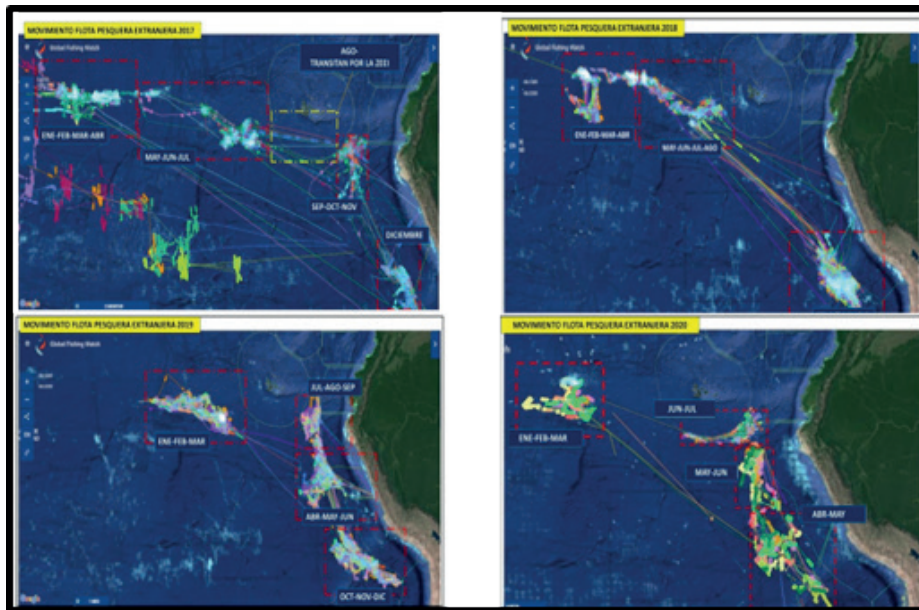 MOVIMIENTO FLOTA PESQUERA EXTRANJERA 2017
Global Fishing Watch
AGO-
TRANSITAN POR LA ZEEI
ENE-FEB-MAR-ABR
MAY-JUN-JUL
SEP-OCT-NOV
DICIEMBRE
MOVIMIENTO FLOTA PESQUERA EXTRANJERA 2018
Global Fishing Watch
ENE-FEB-MAR-ABR
MAY-JUN-JUL-AGO
MOVIMIENTO FLOTA PESQUERA EXTRANJERA 2019
Global Fishing Watch
JUL-AGO-SEP
ENE-FEB-MAR
ABR-MAY-JUN
OCT-NOV-DIC
MOVIMIENTO FLOTA PESQUERA EXTRANJERA 2020
Global Fishing Watch
JUN-JUL
ENE-FEB-MAR
MAY-JUN
ABR-MAY